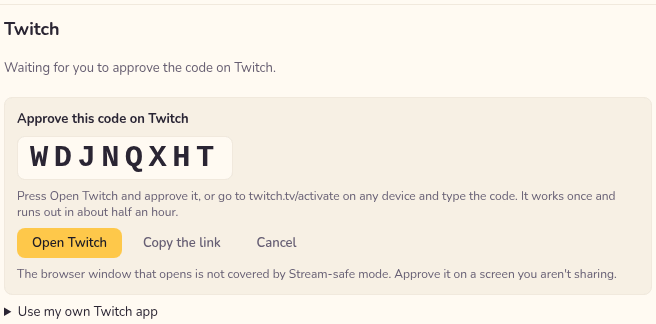 Twitch
Waiting for you to approve the code on Twitch.
Approve this code on Twitch
WDJNQXHT
Press Open Twitch and approve it, or go to twitch.tv/activate on any device and type the code. It works once and
runs out in about half an hour.
Open Twitch Copy the link Cancel
The browser window that opens is not covered by Stream-safe mode. Approve it on a screen you aren't sharing.
Use my own Twitch app